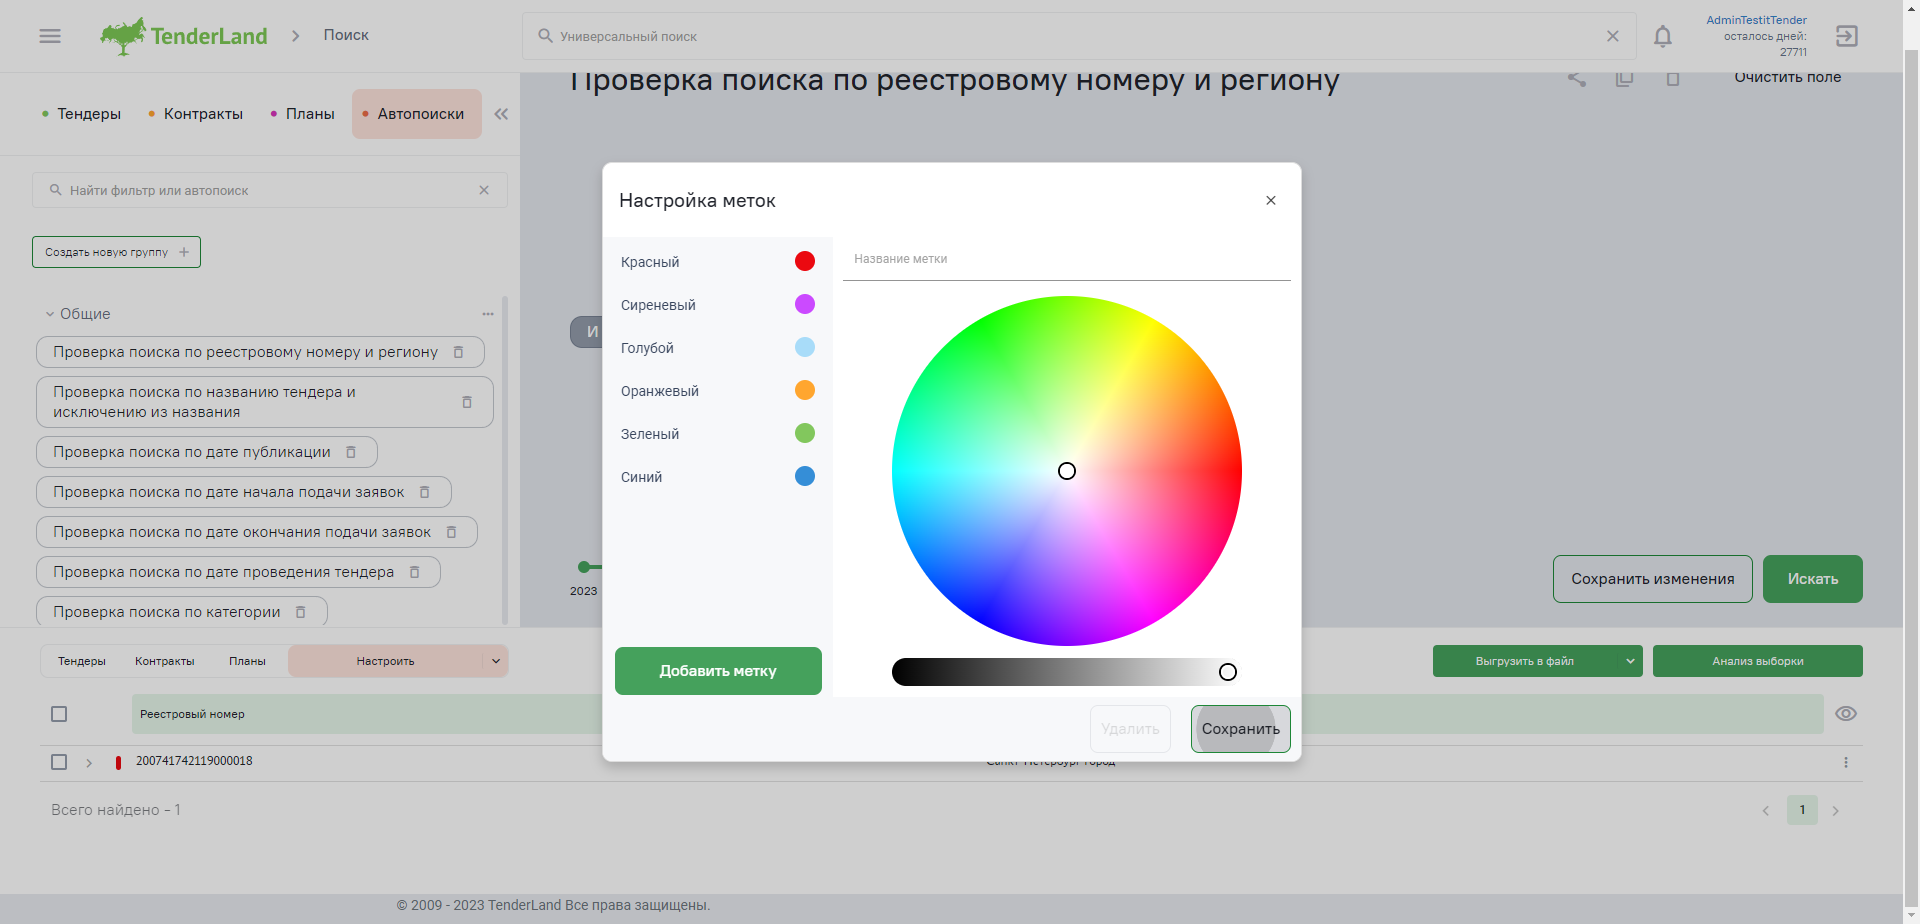 TenderLand
Поиск
Универсальный поиск
AdminTestitTender
осталось дней:
27711
Тендеры
Контракты
Планы
Автопоиски
Проверка поиска по реестровому номеру и региону
Очистить поле
Найти фильтр или автопоиск
Создать новую группу
Общие
Проверка поиска по реестровому номеру и региону
Проверка поиска по названию тендера и
исключению из названия
Проверка поиска по дате публикации
Проверка поиска по дате начала подачи заявок
Проверка поиска по дате окончания подачи заявок
Проверка поиска по дате проведения тендера
Проверка поиска по категории
И
2023
Настройка меток
Красный
Сиреневый
Голубой
Оранжевый
Зеленый
Синий
Добавить метку
Название метки
Удалить
Сохранить
Сохранить изменения
Искать
Тендеры
Контракты
Планы
Настроить
Выгрузить в файл
Анализ выборки
Реестровый номер
200741742119000018
Санкт-Петербург город
Всего найдено - 1
1
© 2009 - 2023 TenderLand Все права защищены.